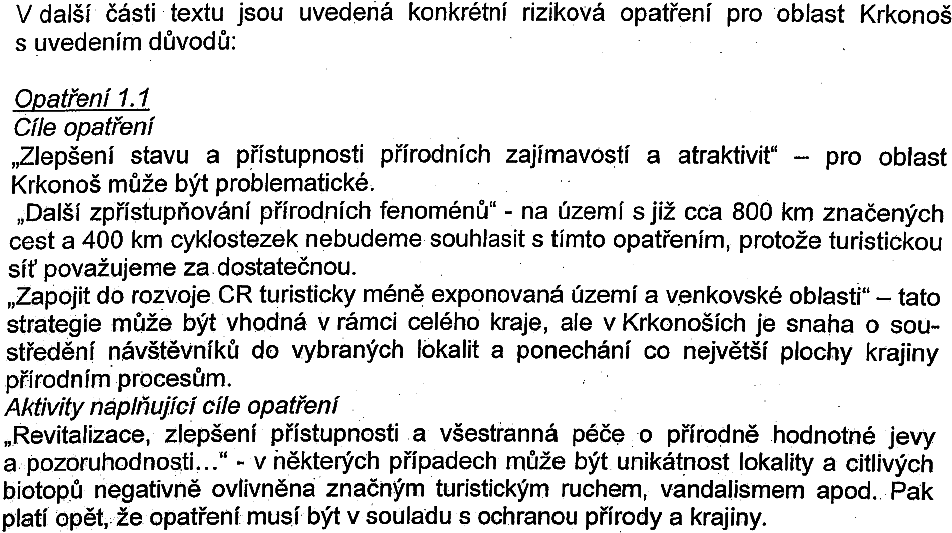 V další části textu jsou uvedená konkrétní riziková opatření pro oblast Krkonoš
s uvedením důvodů:
Opatření 1.1
Cíle opatření
„Zlepšení stavu a přístupnosti přírodních zajímavostí a atraktivit“ – pro oblast
Krkonoš může být problematické.
„Další zpřístupňování přírodních fenoménů“ - na území s již cca 800 km značených
cest a 400 km cyklostezek nebudeme souhlasit s tímto opatřením, protože turistickou
síť považujeme za dostatečnou.
„Zapojit do rozvoje CR turisticky méně exponovaná území a venkovské oblasti“ – tato
strategie může být vhodná v rámci celého kraje, ale v Krkonoších je snaha o sou-
středění návštěvníků do vybraných lokalit a ponechání co největší plochy krajiny
přírodním procesům.
Aktivity naplňující cíle opatření
„Revitalizace, zlepšení přístupnosti a všestranná péče o přírodně hodnotné jevy
a pozoruhodnosti...“ - v některých případech může být unikátnost lokality a citlivých
biotopů negativně ovlivněna značným turistickým ruchem, vandalismem apod. Pak
platí opět, že opatření musí být v souladu s ochranou přírody a krajiny.